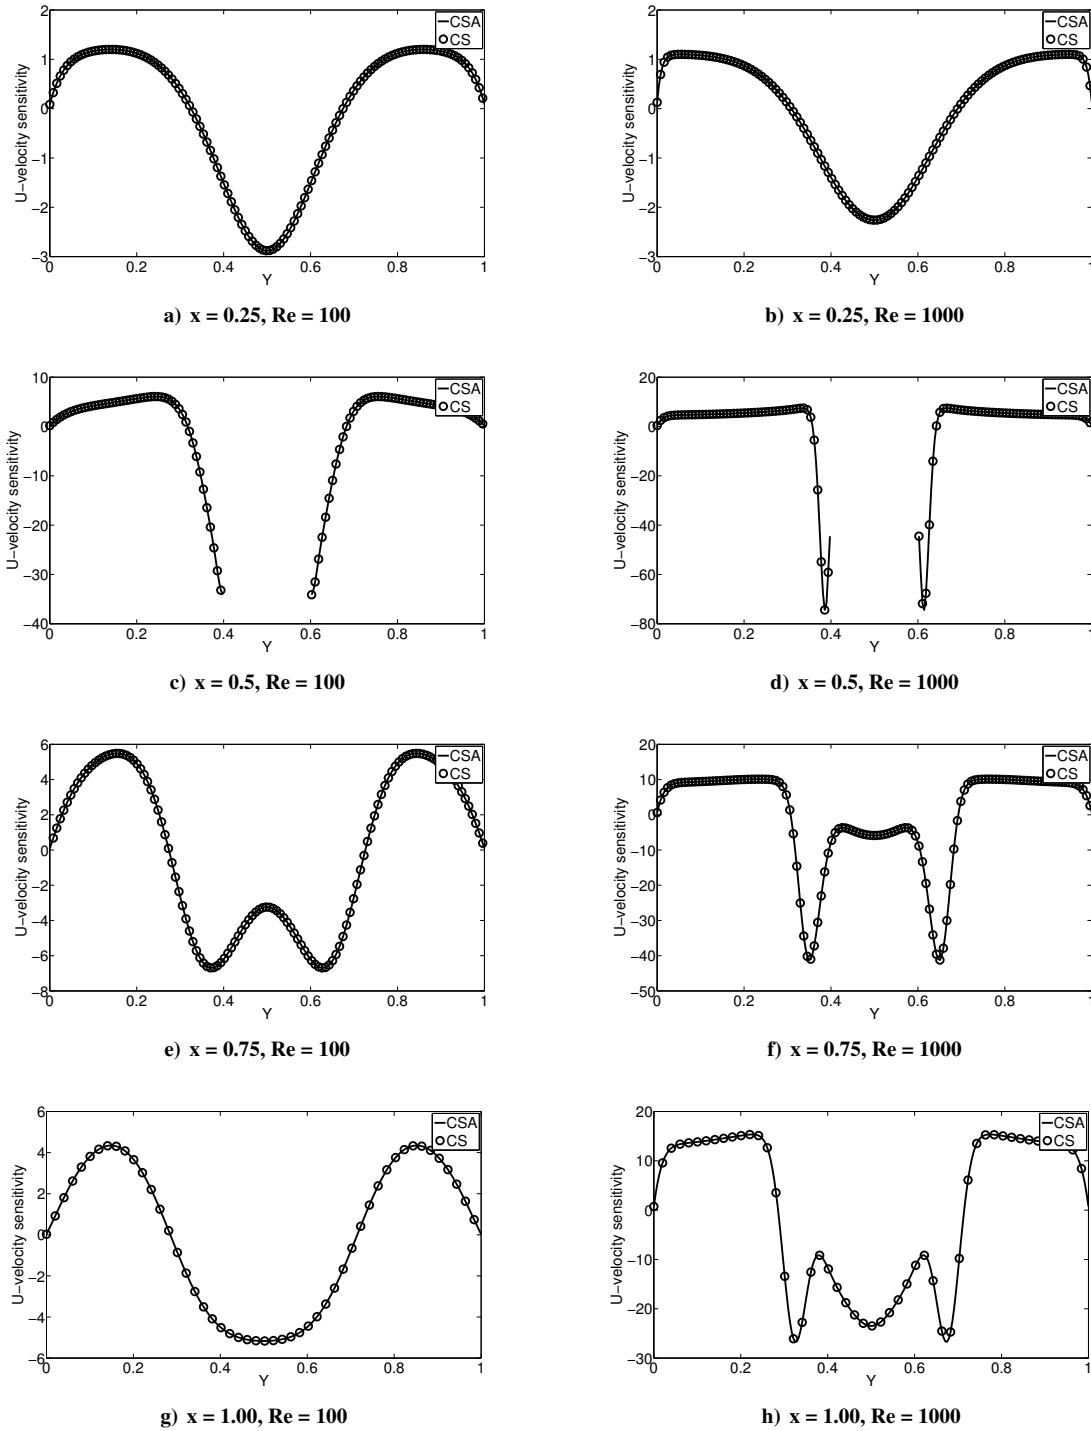 2
1
0
−1
−2
−3
0
0.2
0.4
0.6
0.8
1
U−velocity sensitivity
Y
CSA
CS
a) x = 0.25, Re = 100
2
1
0
−1
−2
−3
0
0.2
0.4
0.6
0.8
1
U−velocity sensitivity
Y
CSA
CS
b) x = 0.25, Re = 1000
10
0
−10
−20
−30
−40
0
0.2
0.4
0.6
0.8
1
U−velocity sensitivity
Y
CSA
CS
c) x = 0.5, Re = 100
20
0
−20
−40
−60
−80
0
0.2
0.4
0.6
0.8
1
U−velocity sensitivity
Y
CSA
CS
d) x = 0.5, Re = 1000
6
4
2
0
−2
−4
−6
−8
0
0.2
0.4
0.6
0.8
1
U−velocity sensitivity
Y
CSA
CS
e) x = 0.75, Re = 100
20
10
0
−10
−20
−30
−40
−50
0
0.2
0.4
0.6
0.8
1
U−velocity sensitivity
Y
CSA
CS
f) x = 0.75, Re = 1000
6
4
2
0
−2
−4
−6
0
0.2
0.4
0.6
0.8
1
U−velocity sensitivity
Y
CSA
CS
g) x = 1.00, Re = 100
20
10
0
−10
−20
−30
0
0.2
0.4
0.6
0.8
1
U−velocity sensitivity
Y
CSA
CS
h) x = 1.00, Re = 1000